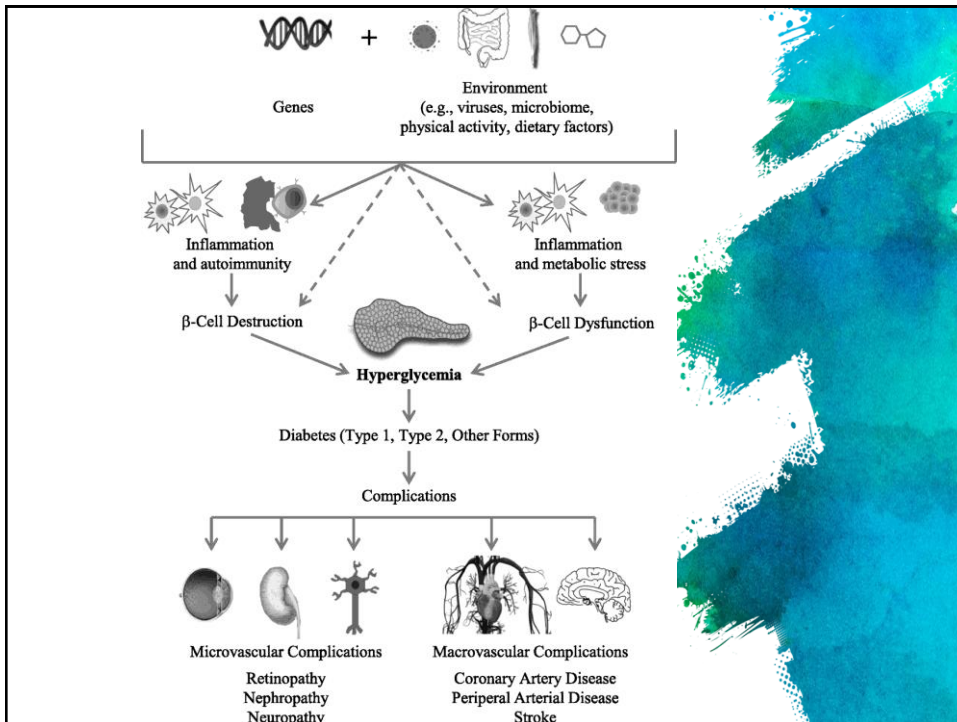 +
Genes
Environment
(e.g., viruses, microbiome,
physical activity, dietary factors)
Inflammation
and autoimmunity
Inflammation
and metabolic stress
β-Cell Destruction
β-Cell Dysfunction
Hyperglycemia
Diabetes (Type 1, Type 2, Other Forms)
Complications
Microvascular Complications
Retinopathy
Nephropathy
Neuropathy
Macrovascular Complications
Coronary Artery Disease
Periperal Arterial Disease
Stroke